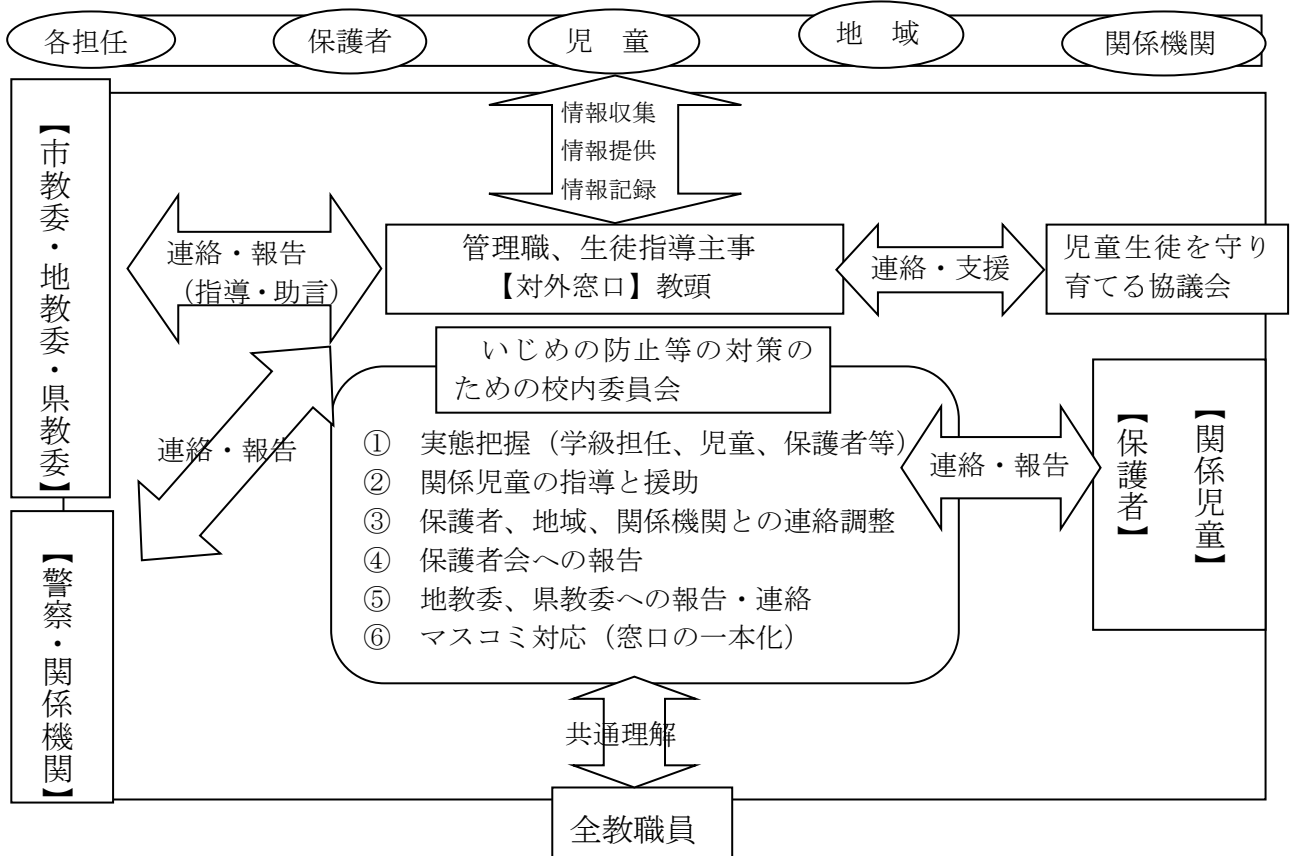 各担任
保護者
児　童
地　域
関係機関
情報収集
情報提供
情報記録
【市教委・地教委・県教委】
連絡・報告
（指導・助言）
管理職、生徒指導主事
【対外窓口】教頭
連絡・支援
児童生徒を守り
育てる協議会
いじめの防止等の対策の
ための校内委員会
連絡・報告
①　実態把握（学級担任、児童、保護者等）
②　関係児童の指導と援助
③　保護者、地域、関係機関との連絡調整
④　保護者会への報告
⑤　地教委、県教委への報告・連絡
⑥　マスコミ対応（窓口の一本化）
連絡・報告
【関係児童】
【保護者】
【警察・関係機関】
共通理解
全教職員